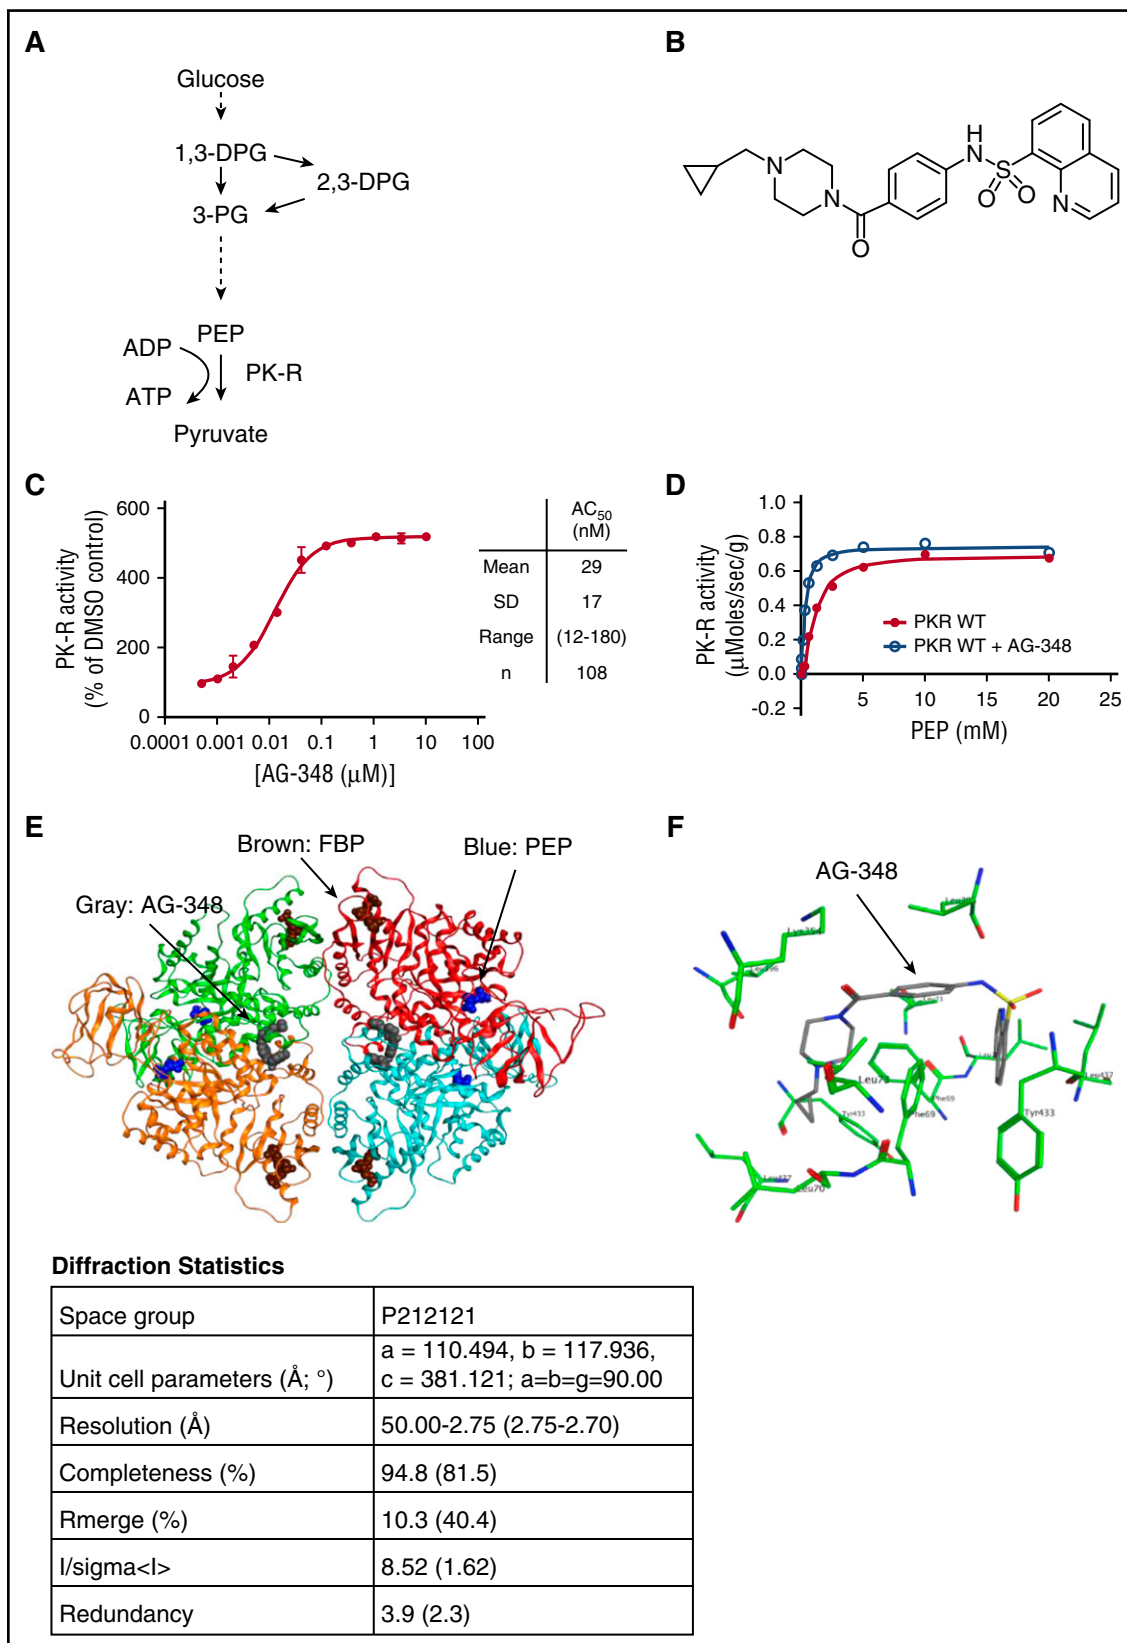 A
Glucose
1,3-DPG
2,3-DPG
3-PG
PEP
ADP
PK-R
ATP
Pyruvate
B
H
N
N
N
S
O O
O
N
C
PK-R activity
(% of DMSO control)
600
400
200
0
0.0001 0.001 0.01 0.1 1 10 100
[AG-348 (μM)]
AC50
(nM)
Mean 29
SD 17
Range (12-180)
n 108
D
PK-R activity
(μMoles/sec/g)
1.0
0.8
0.6
0.4
0.2
0.0
-0.2
5 10 15 20 25
PEP (mM)
PKR WT
PKR WT + AG-348
E
Brown: FBP
Blue: PEP
Gray: AG-348
F
AG-348
Lys364
Leu73
Phe69
Phe69
Tyr433
Tyr433
Leu437
Leu70
Diffraction Statistics
Space group P212121
Unit cell parameters (Å; °) a = 110.494, b = 117.936,
c = 381.121; a=b=g=90.00
Resolution (Å) 50.00-2.75 (2.75-2.70)
Completeness (%) 94.8 (81.5)
Rmerge (%) 10.3 (40.4)
I/sigma<I> 8.52 (1.62)
Redundancy 3.9 (2.3)